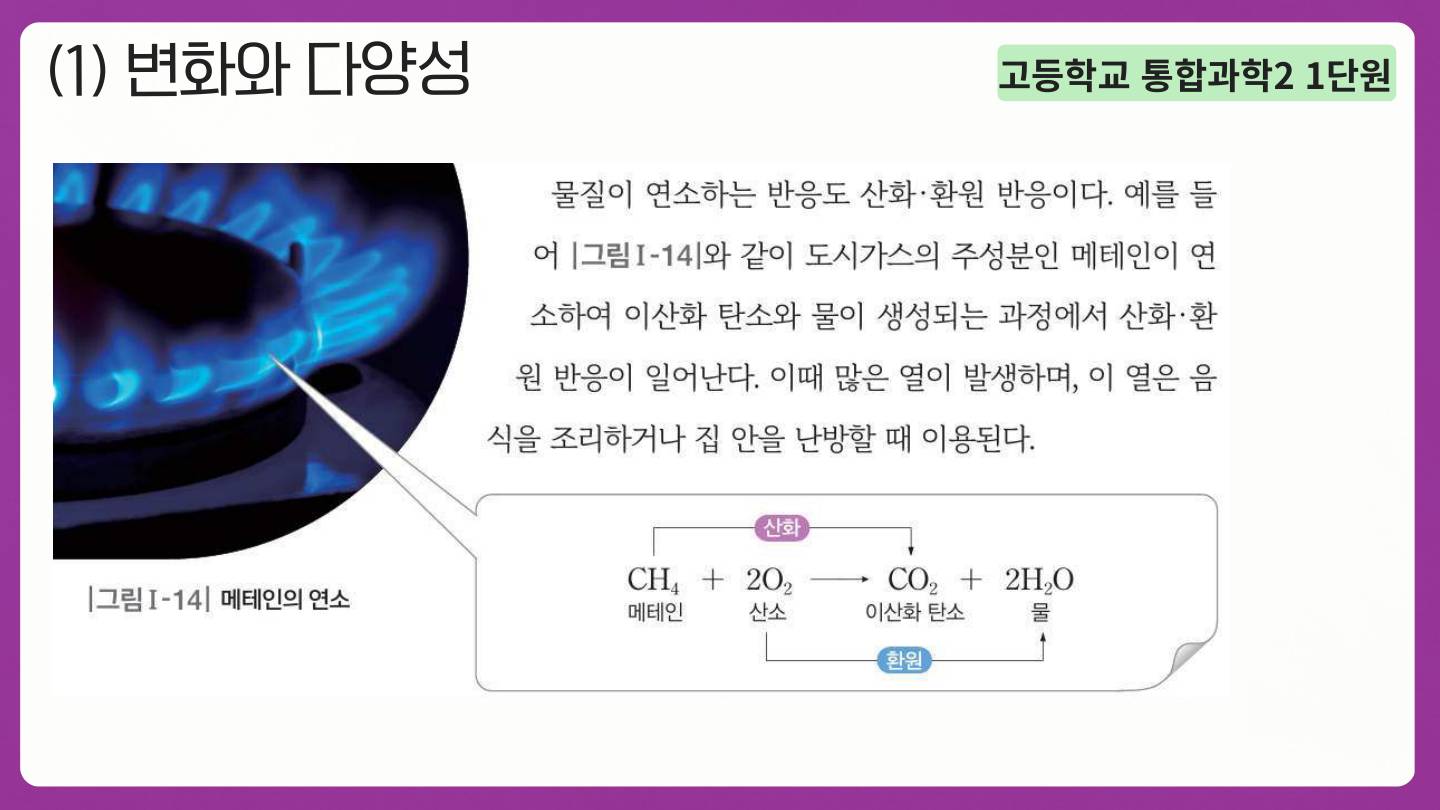 (1) 변화와 다양성
고등학교 통합과학2 1단원
물질이 연소하는 반응도 산화·환원 반응이다. 예를 들
어 |그림Ⅰ-14|와 같이 도시가스의 주성분인 메테인이 연
소하여 이산화 탄소와 물이 생성되는 과정에서 산화·환
원 반응이 일어난다. 이때 많은 열이 발생하며, 이 열은 음
식을 조리하거나 집 안을 난방할 때 이용된다.
산화
CH₄ + 2O₂ → CO₂ + 2H₂O
메테인 산소 이산화 탄소 물
환원
|그림Ⅰ-14| 메테인의 연소